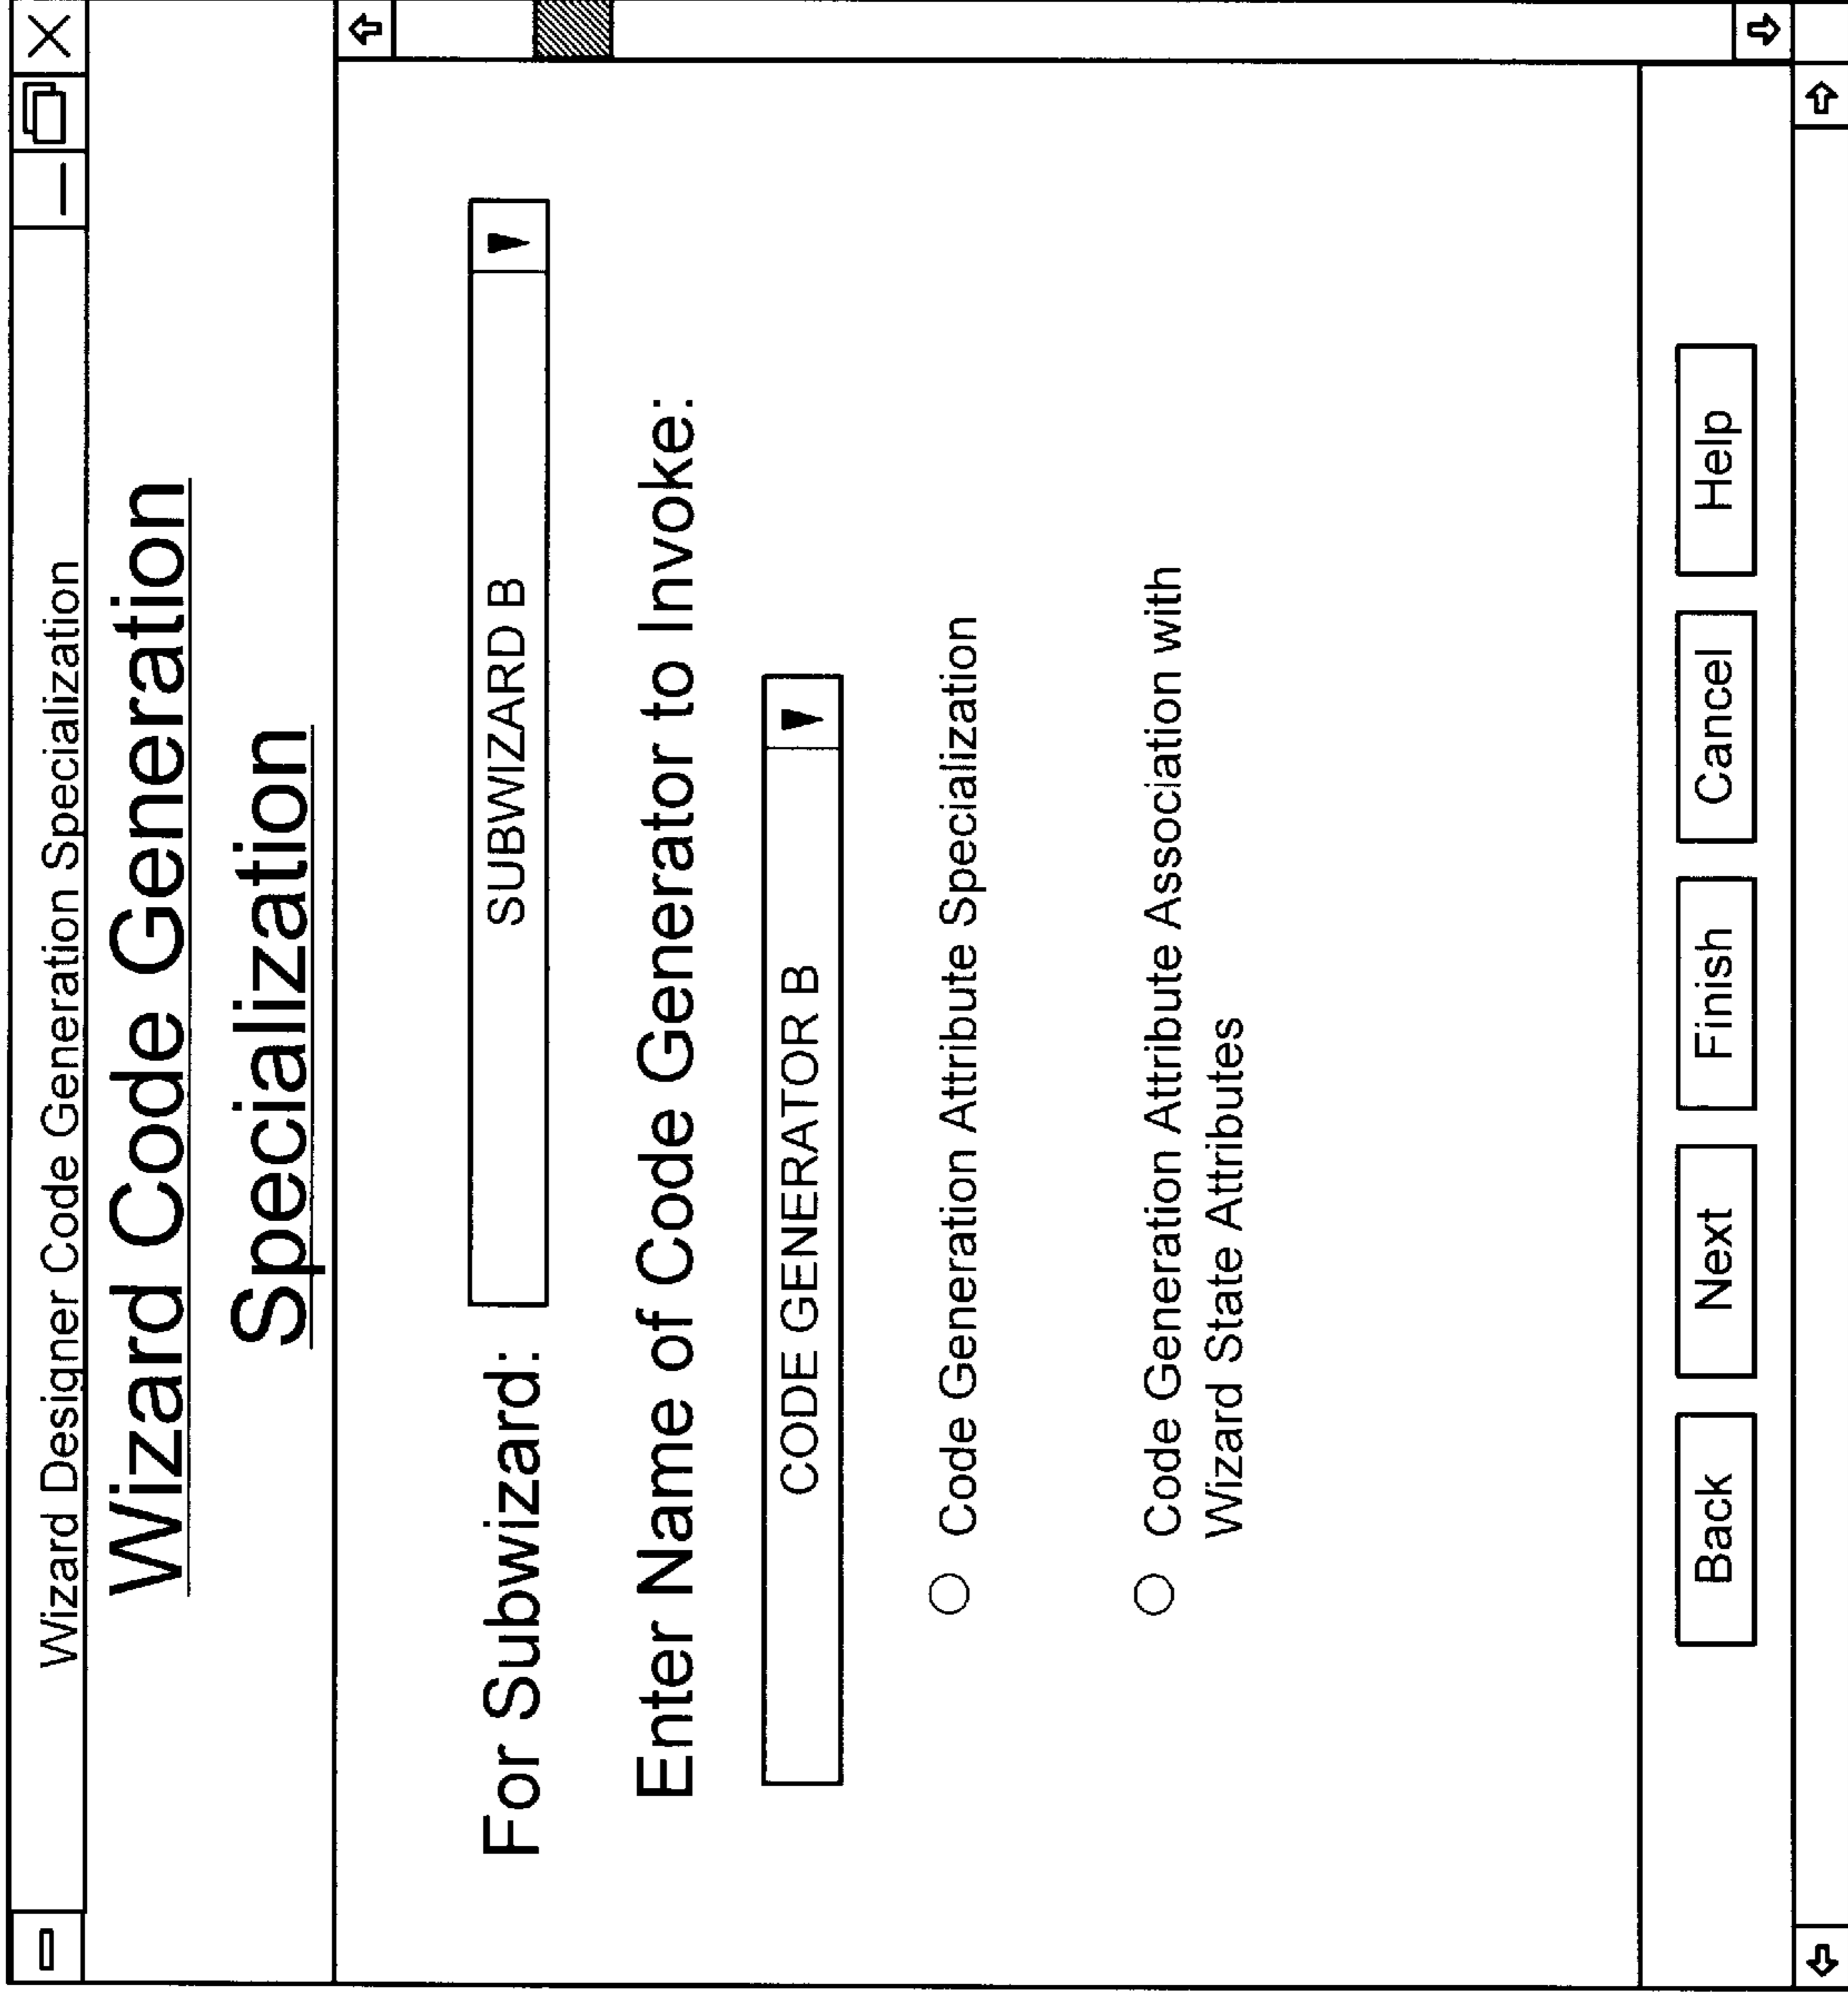 Wizard Designer Code Generation Specialization
Wizard Code Generation
Specialization
For Subwizard:
SUBWIZARD B
Enter Name of Code Generator to Invoke:
CODE GENERATOR B
Code Generation Attribute Specialization
Code Generation Attribute Association with
Wizard State Attributes
Back
Next
Finish
Cancel
Help